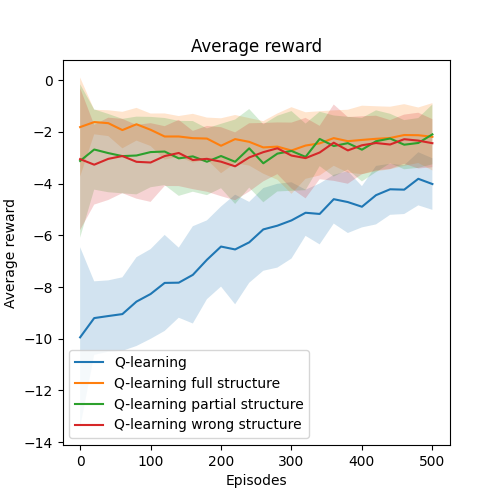 Average reward
0
−2
−4
−6
−8
−10
−12
−14
Average reward
Q-learning
Q-learning full structure
Q-learning partial structure
Q-learning wrong structure
0 100 200 300 400 500
Episodes